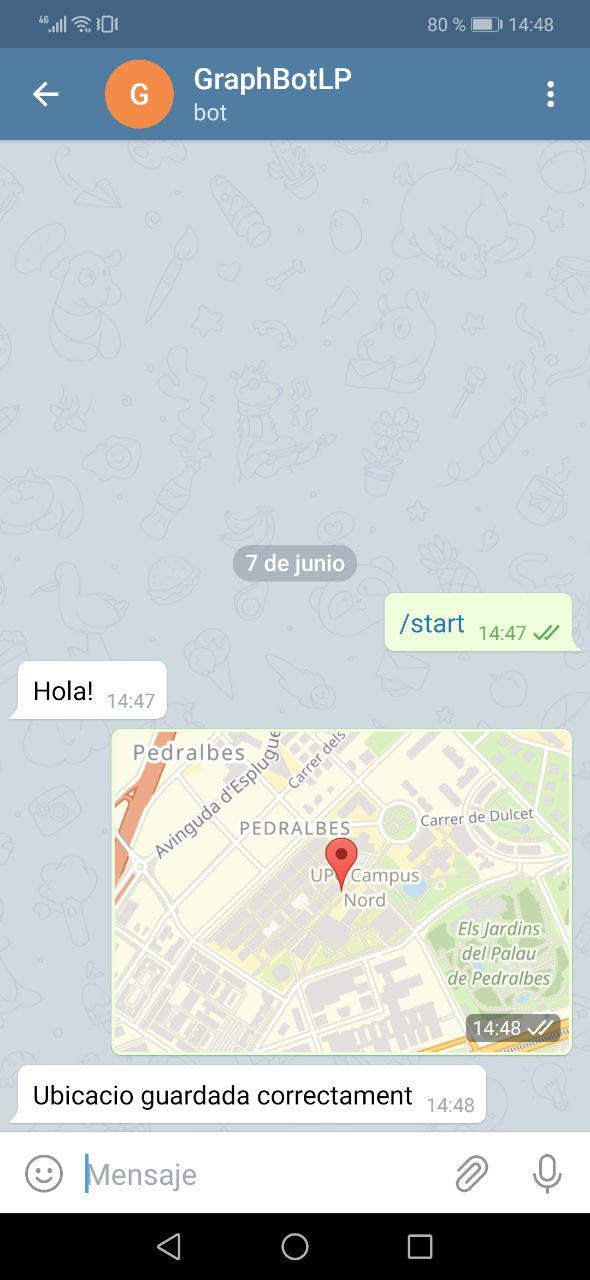 4G 80 % 14:48
G GraphBotLP
bot
7 de junio
/start 14:47
Hola! 14:47
Pedralbes
Avinguda d'Esplugue
Carrer dels
PEDRALBES
Carrer de Dulcet
UP Campus
Nord
Els Jardins
del Palau
de Pedralbes
14:48
Ubicacio guardada correctament 14:48
Mensaje